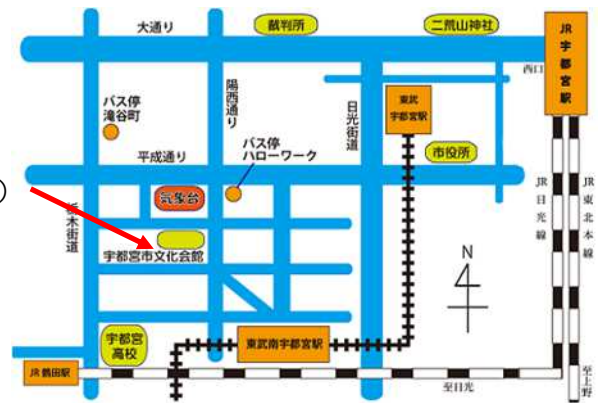 大通り
裁判所
二荒山神社
JR宇都宮駅
西口
バス停
滝谷町
陽西通り
日光街道
東武
宇都宮駅
バス停
ハローワーク
平成通り
市役所
気象台
栃木街道
JR日光線
JR東北本線
宇都宮市文化会館
N
宇都宮
高校
東武南宇都宮駅
JR鶴田駅
至日光
至上野